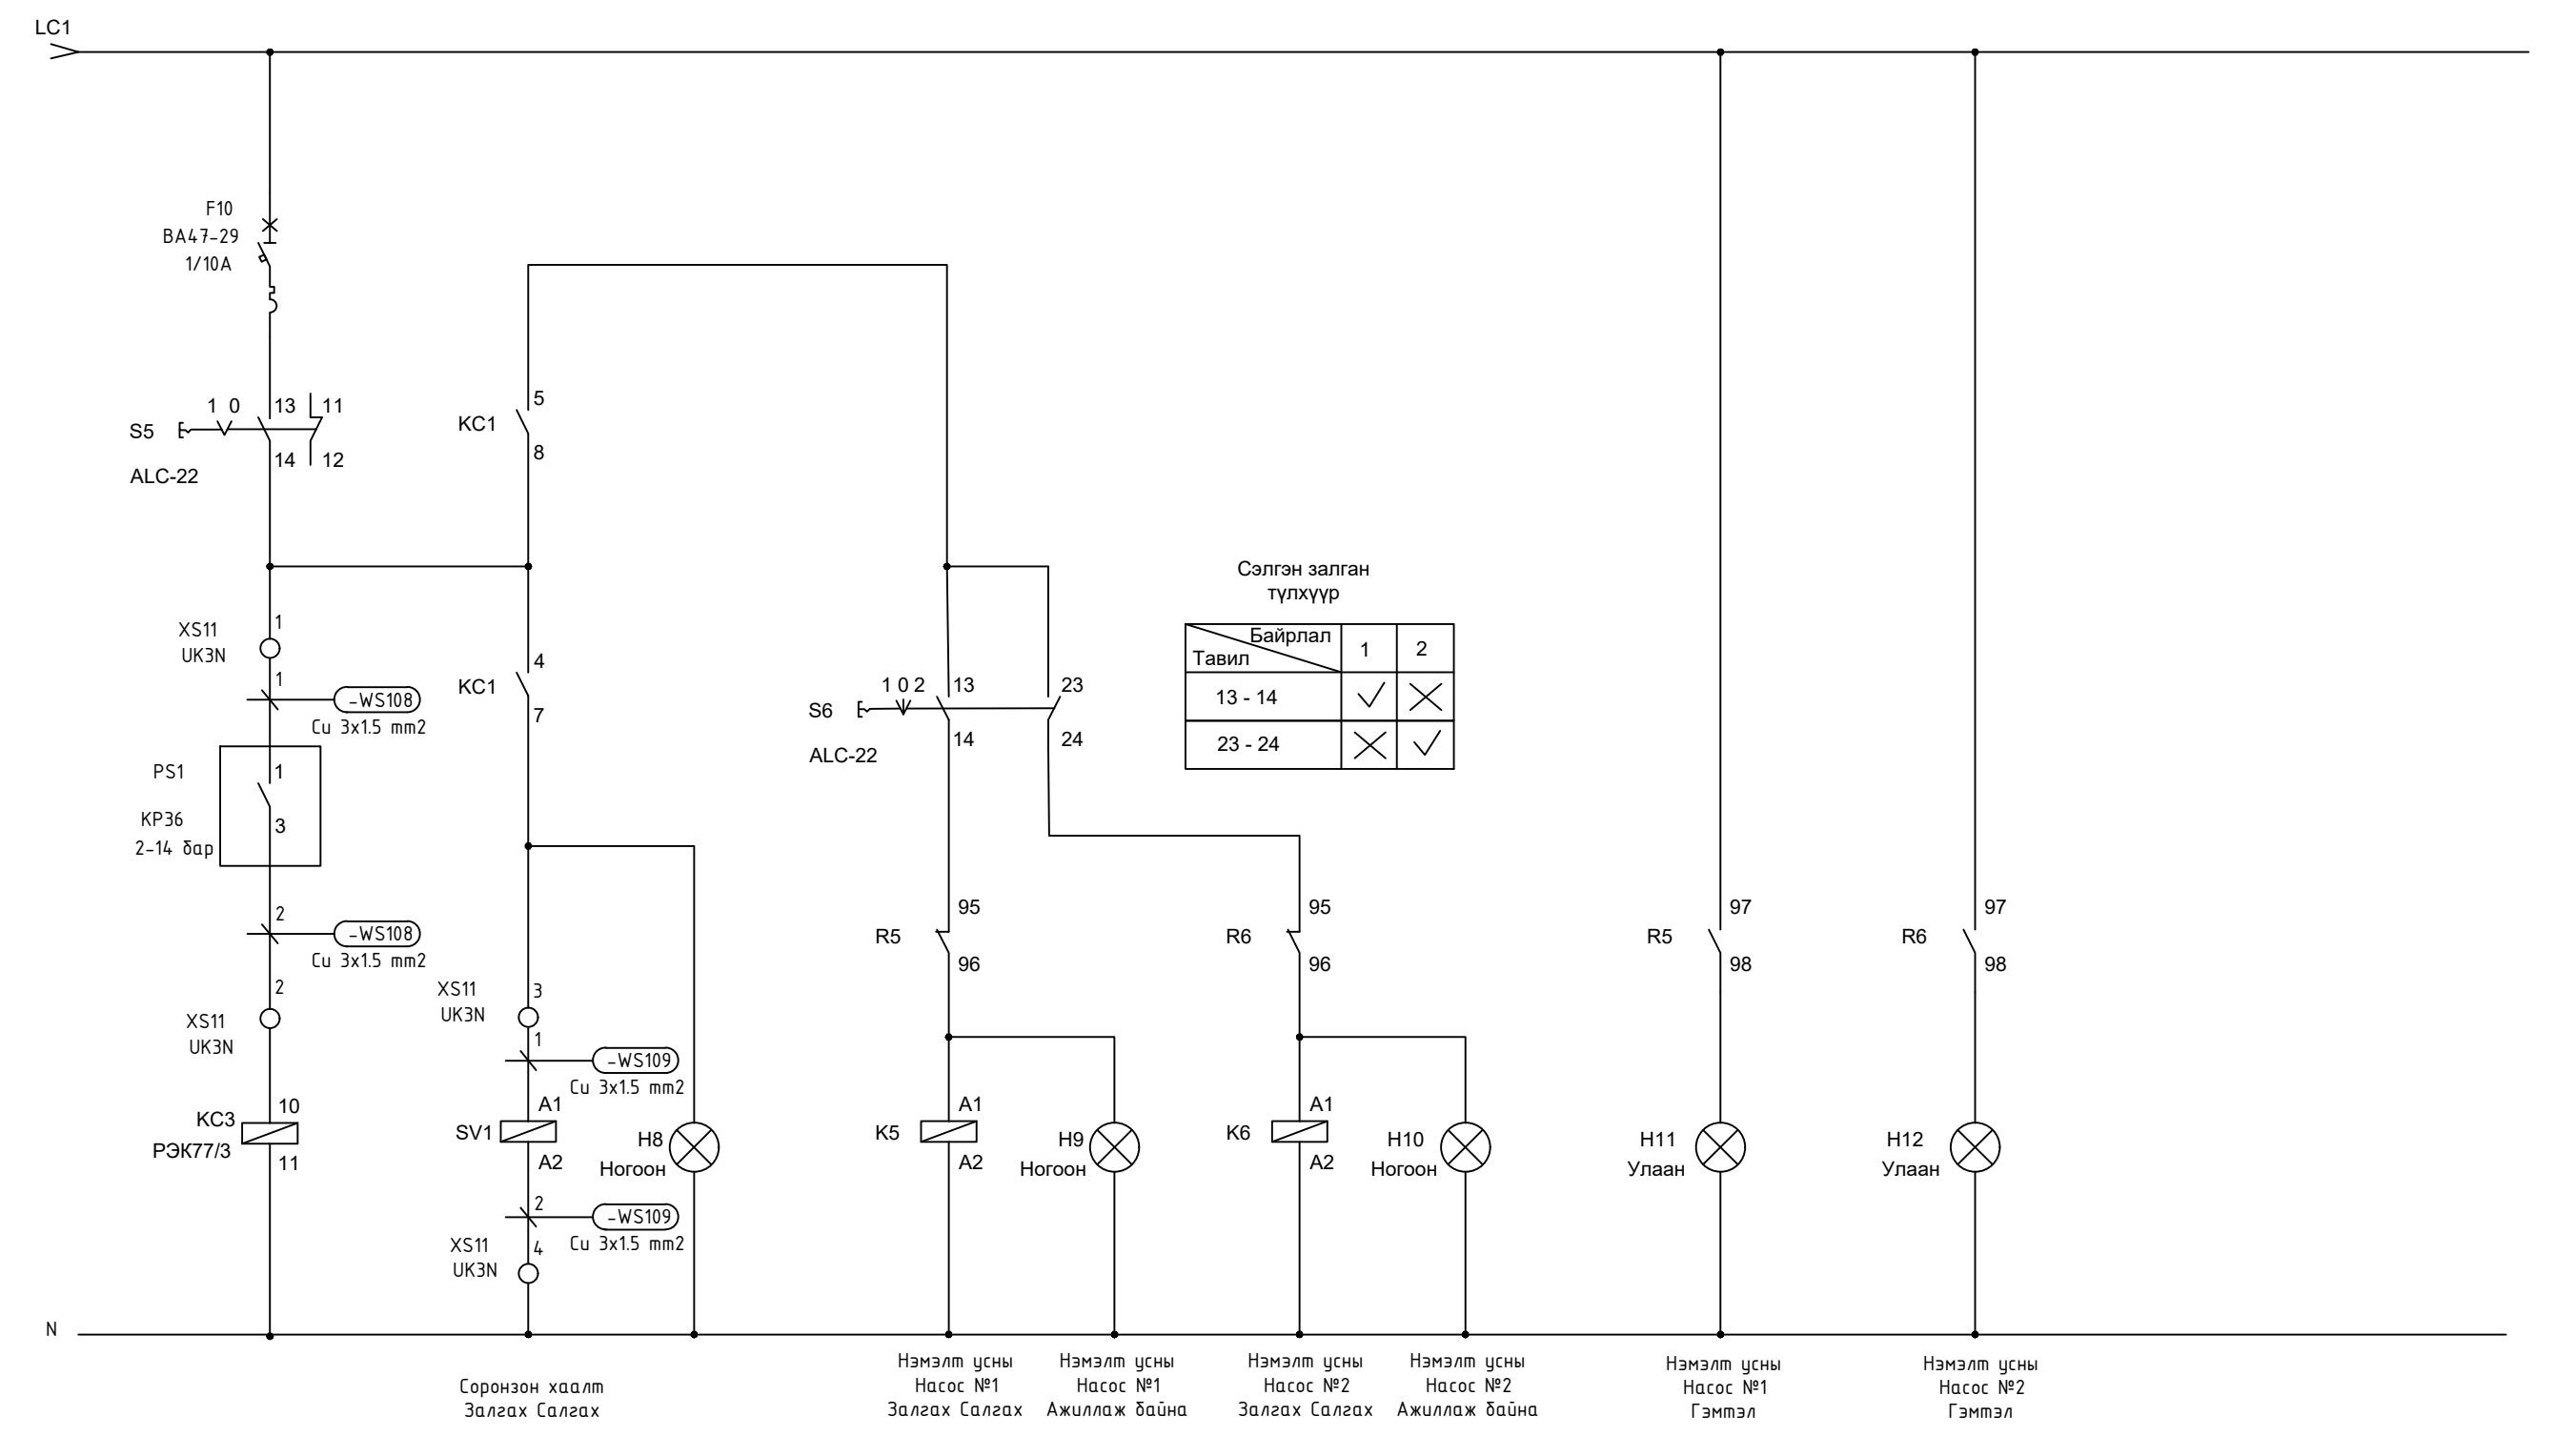 LC1
F10
BA47-29
1/10A
1 0
13
11
S5
14
12
ALC-22
5
KC1
8
XS11
UK3N
1
1
-WS108
Cu 3x1.5 mm2
PS1
1
KP36
3
2-14 бар
2
-WS108
Cu 3x1.5 mm2
2
XS11
UK3N
KC3
10
РЭК77/3
11
4
KC1
7
XS11
UK3N
3
1
-WS109
Cu 3x1.5 mm2
A1
SV1
A2
H8
Ногоон
2
-WS109
Cu 3x1.5 mm2
XS11
UK3N
4
1 0 2
13
23
S6
14
24
ALC-22
Сэлгэн залган
түлхүүр
Байрлал
Тавил
1
2
13 - 14
23 - 24
95
R5
96
95
R6
96
97
R5
98
97
R6
98
A1
K5
A2
H9
Ногоон
A1
K6
A2
H10
Ногоон
H11
Улаан
H12
Улаан
N
Соронзон хаалт
Залгах Салгах
Нэмэлт усны
Насос №1
Залгах Салгах
Нэмэлт усны
Насос №1
Ажиллаж байна
Нэмэлт усны
Насос №2
Залгах Салгах
Нэмэлт усны
Насос №2
Ажиллаж байна
Нэмэлт усны
Насос №1
Гэмтэл
Нэмэлт усны
Насос №2
Гэмтэл